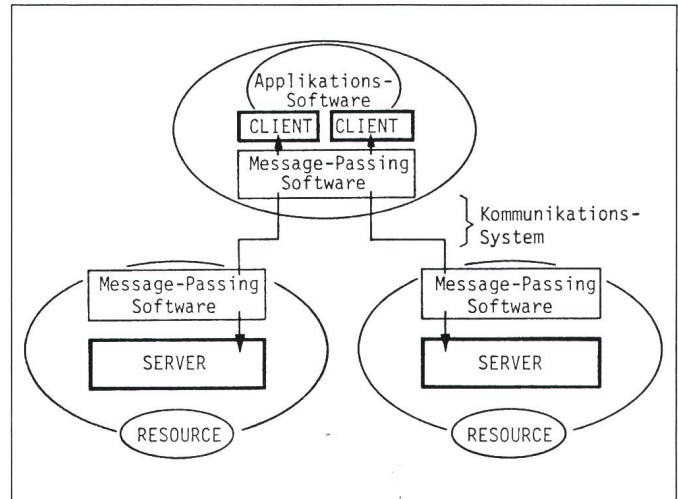 Applikations-
Software
CLIENT CLIENT
Message-Passing
Software
Kommunikations-
System
Message-Passing
Software
SERVER
RESOURCE
Message-Passing
Software
SERVER
RESOURCE